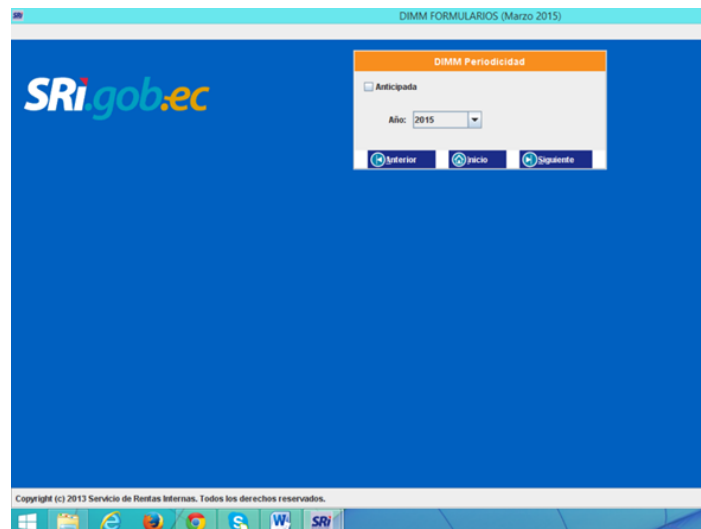 SRi
DIMM FORMULARIOS (Marzo 2015)
DIMM Periodicidad
SRi.gob.ec
Anticipada
Año: 2015
Anterior Inicio Siguiente
Copyright (c) 2013 Servicio de Rentas Internas. Todos los derechos reservados.
W SRi